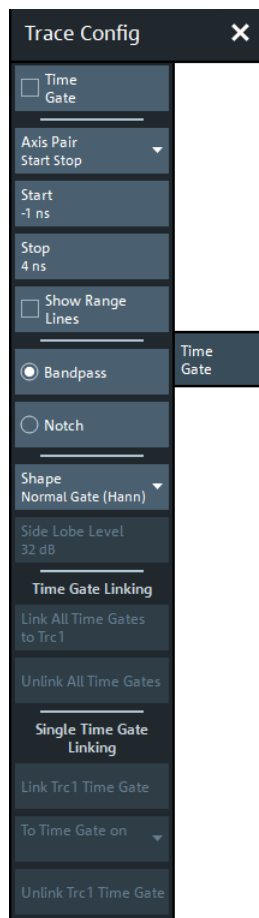 Trace Config
Time
Gate
Axis Pair
Start Stop
Start
-1 ns
Stop
4 ns
Show Range
Lines
Bandpass
Time
Gate
Notch
Shape
Normal Gate (Hann)
Side Lobe Level
32 dB
Time Gate Linking
Link All Time Gates
to Trc1
Unlink All Time Gates
Single Time Gate
Linking
Link Trc1 Time Gate
To Time Gate on
Unlink Trc1 Time Gate